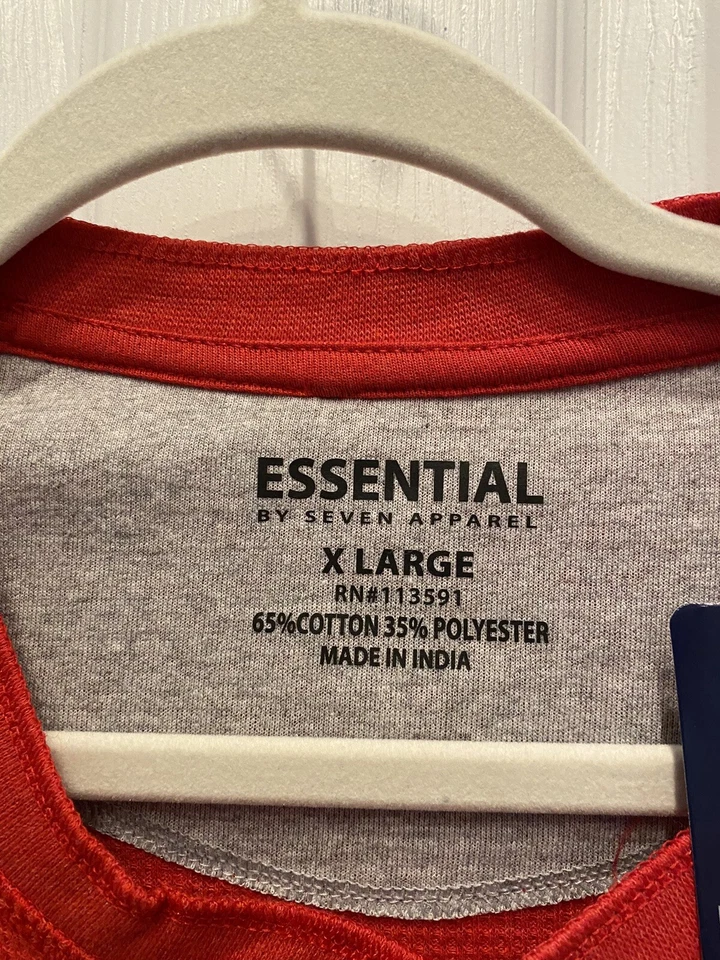 ESSENTIAL
BY SEVEN APPAREL
X LARGE
RN#113591
65%COTTON 35% POLYESTER
MADE IN INDIA